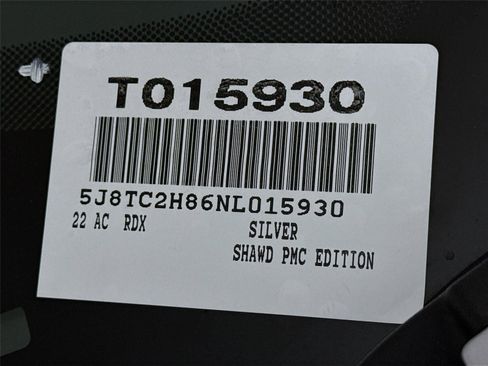 T015930
5J8TC2H86NL015930
22 AC RDX SILVER
SHAWD PMC EDITION